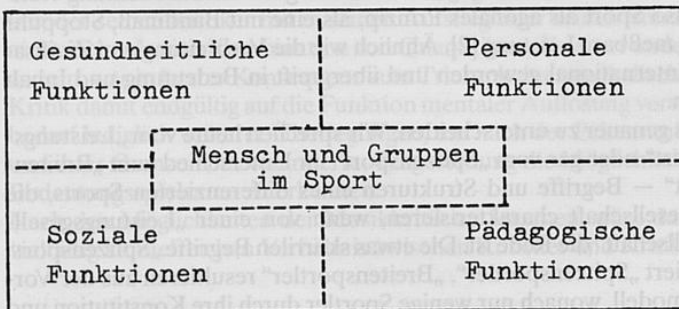 Gesundheitliche
Funktionen
Personale
Funktionen
Mensch und Gruppen
im Sport
Soziale
Funktionen
Pädagogische
Funktionen